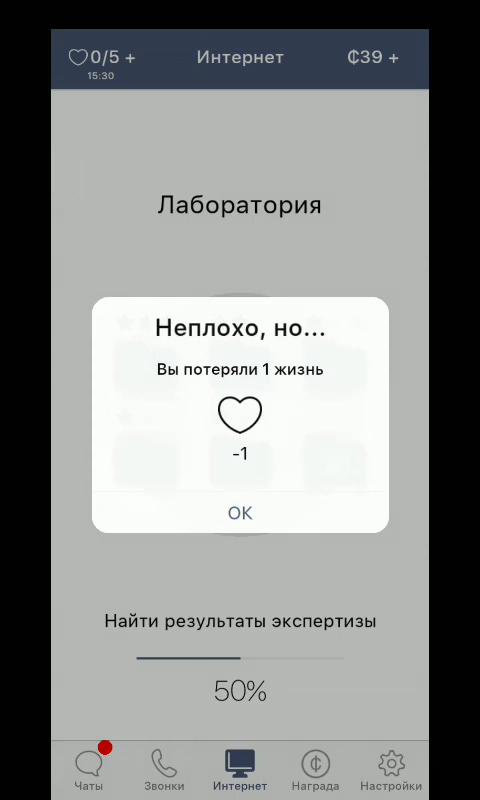 0/5 + Интернет ₵39 +
15:30
Лаборатория
Неплохо, но...
Вы потеряли 1 жизнь
-1
ОК
Найти результаты экспертизы
50%
Чаты Звонки Интернет Награда Настройки